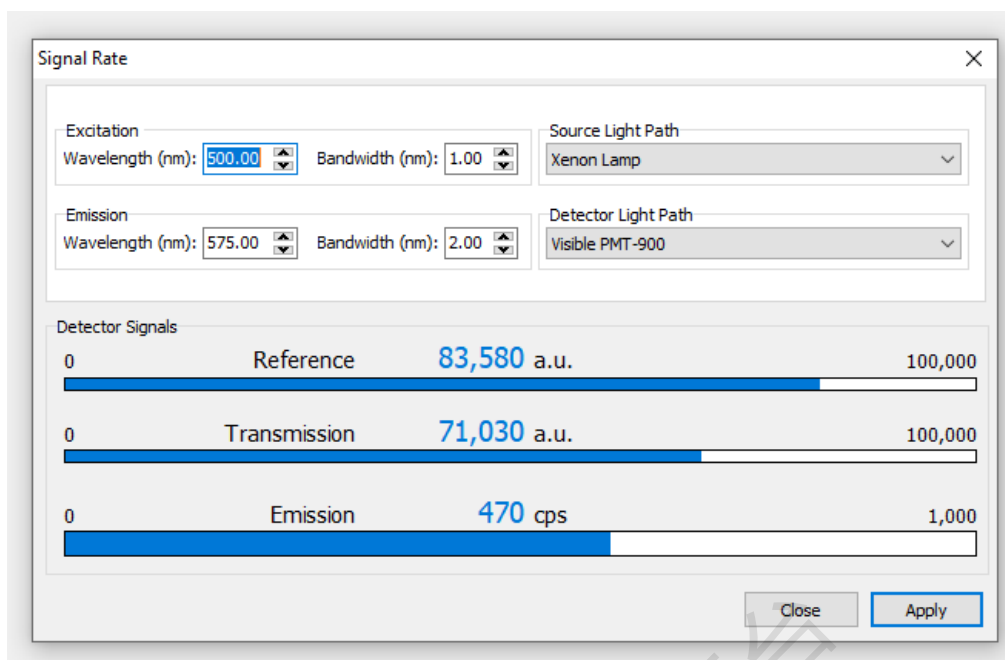 Signal Rate
Excitation
Wavelength (nm): 500.00 Bandwidth (nm): 1.00
Source Light Path
Xenon Lamp
Emission
Wavelength (nm): 575.00 Bandwidth (nm): 2.00
Detector Light Path
Visible PMT-900
Detector Signals
0 Reference 83,580 a.u. 100,000
0 Transmission 71,030 a.u. 100,000
0 Emission 470 cps 1,000
Close Apply